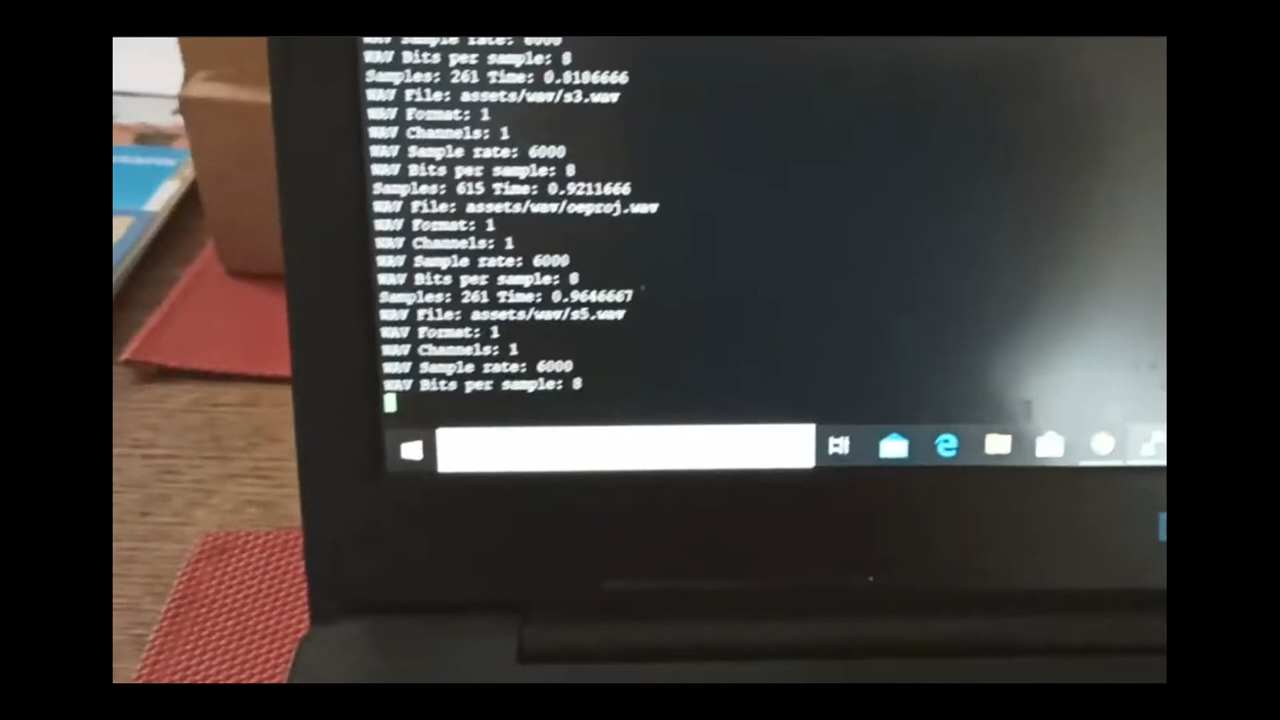 WAV Sample rate: 6000
WAV Bits per sample: 8
Samples: 261 Time: 0.8186666
WAV File: assets/wav/s3.wav
WAV Format: 1
WAV Channels: 1
WAV Sample rate: 6000
WAV Bits per sample: 8
Samples: 615 Time: 0.9211666
WAV File: assets/wav/oeproj.wav
WAV Format: 1
WAV Channels: 1
WAV Sample rate: 6000
WAV Bits per sample: 8
Samples: 261 Time: 0.9646667
WAV File: assets/wav/s5.wav
WAV Format: 1
WAV Channels: 1
WAV Sample rate: 6000
WAV Bits per sample: 8